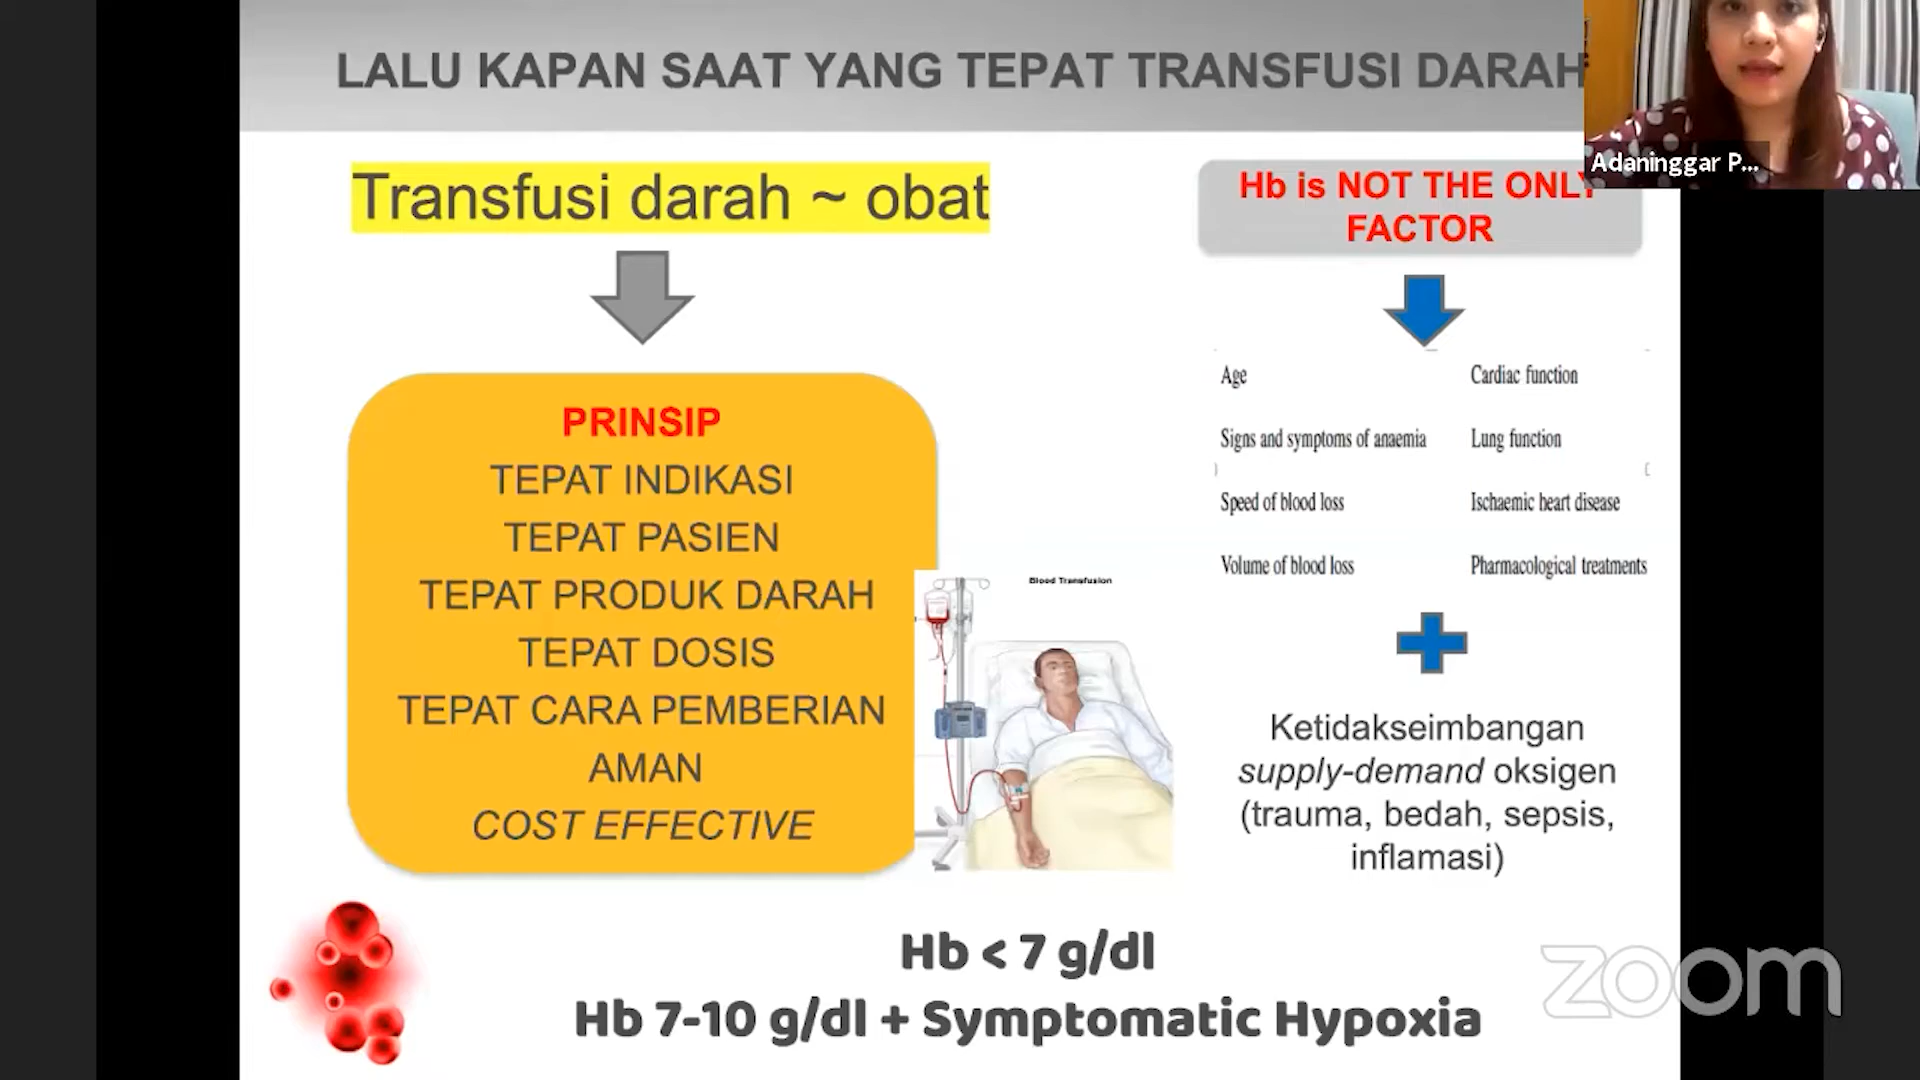 LALU KAPAN SAAT YANG TEPAT TRANSFUSI DARAH
Adaninggar P...
Transfusi darah ~ obat
Hb is NOT THE ONLY
FACTOR
PRINSIP
TEPAT INDIKASI
TEPAT PASIEN
TEPAT PRODUK DARAH
TEPAT DOSIS
TEPAT CARA PEMBERIAN
AMAN
COST EFFECTIVE
Blood Transfusion
Age
Cardiac function
Signs and symptoms of anaemia
Lung function
Speed of blood loss
Ischaemic heart disease
Volume of blood loss
Pharmacological treatments
Ketidakseimbangan
supply-demand oksigen
(trauma, bedah, sepsis,
inflamasi)
Hb < 7 g/dl
Hb 7-10 g/dl + Symptomatic Hypoxia
zoom